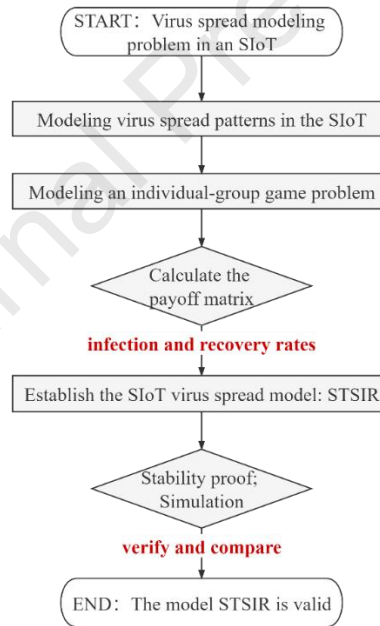 START: Virus spread modeling
problem in an SIoT
Modeling virus spread patterns in the SIoT
Modeling an individual-group game problem
Calculate the
payoff matrix
infection and recovery rates
Establish the SIoT virus spread model: STSIR
Stability proof;
Simulation
verify and compare
END: The model STSIR is valid
rnal Pre